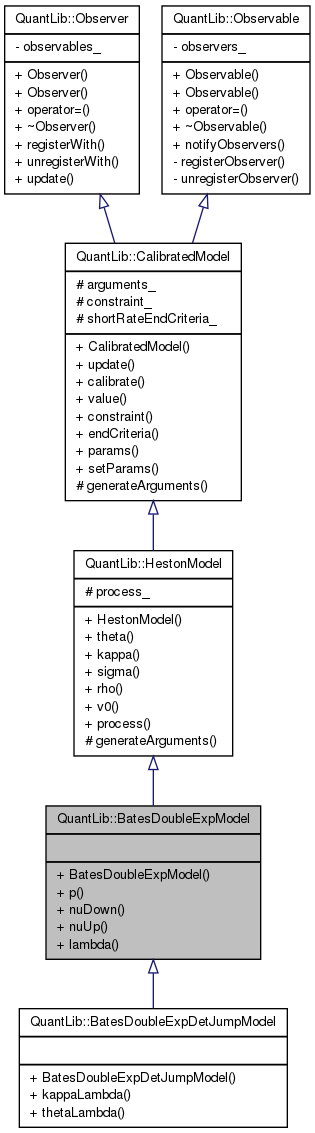 QuantLib::Observer
- observables_
+ Observer()
+ Observer()
+ operator=()
+ ~Observer()
+ registerWith()
+ unregisterWith()
+ update()
QuantLib::Observable
- observers_
+ Observable()
+ Observable()
+ operator=()
+ ~Observable()
+ notifyObservers()
- registerObserver()
- unregisterObserver()
QuantLib::CalibratedModel
# arguments_
# constraint_
# shortRateEndCriteria_
+ CalibratedModel()
+ update()
+ calibrate()
+ value()
+ constraint()
+ endCriteria()
+ params()
+ setParams()
# generateArguments()
QuantLib::HestonModel
# process_
+ HestonModel()
+ theta()
+ kappa()
+ sigma()
+ rho()
+ v0()
+ process()
# generateArguments()
QuantLib::BatesDoubleExpModel
+ BatesDoubleExpModel()
+ p()
+ nuDown()
+ nuUp()
+ lambda()
QuantLib::BatesDoubleExpDetJumpModel
+ BatesDoubleExpDetJumpModel()
+ kappaLambda()
+ thetaLambda()